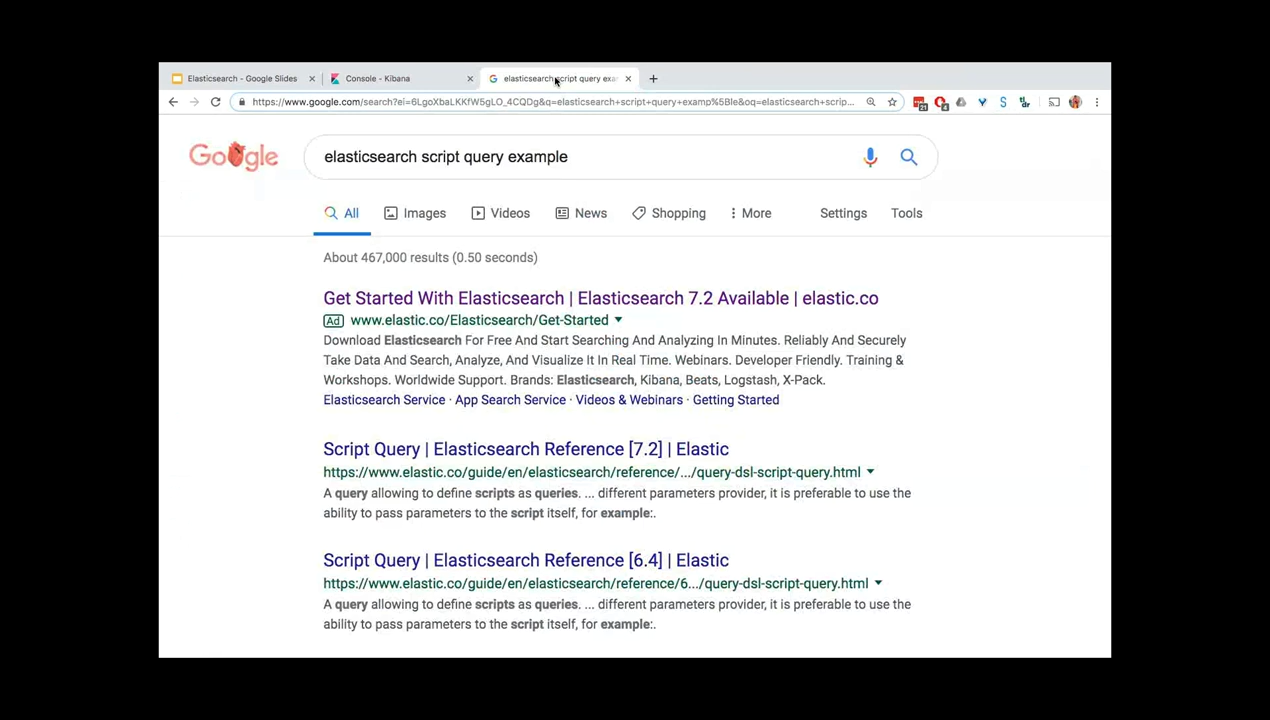 Elasticsearch - Google Slides
Console - Kibana
elasticsearch script query exa
https://www.google.com/search?ei=6LgoXbaLKKfW5gLO_4CQDg&q=elasticsearch+script+query+examp%5Ble&oq=elasticsearch+scrip...
21
4
Google
elasticsearch script query example
All
Images
Videos
News
Shopping
More
Settings
Tools
About 467,000 results (0.50 seconds)
Get Started With Elasticsearch | Elasticsearch 7.2 Available | elastic.co
Ad www.elastic.co/Elasticsearch/Get-Started
Download Elasticsearch For Free And Start Searching And Analyzing In Minutes. Reliably And Securely
Take Data And Search, Analyze, And Visualize It In Real Time. Webinars. Developer Friendly. Training &
Workshops. Worldwide Support. Brands: Elasticsearch, Kibana, Beats, Logstash, X-Pack.
Elasticsearch Service · App Search Service · Videos & Webinars · Getting Started
Script Query | Elasticsearch Reference [7.2] | Elastic
https://www.elastic.co/guide/en/elasticsearch/reference/.../query-dsl-script-query.html
A query allowing to define scripts as queries. ... different parameters provider, it is preferable to use the
ability to pass parameters to the script itself, for example:.
Script Query | Elasticsearch Reference [6.4] | Elastic
https://www.elastic.co/guide/en/elasticsearch/reference/6.../query-dsl-script-query.html
A query allowing to define scripts as queries. ... different parameters provider, it is preferable to use the
ability to pass parameters to the script itself, for example:.